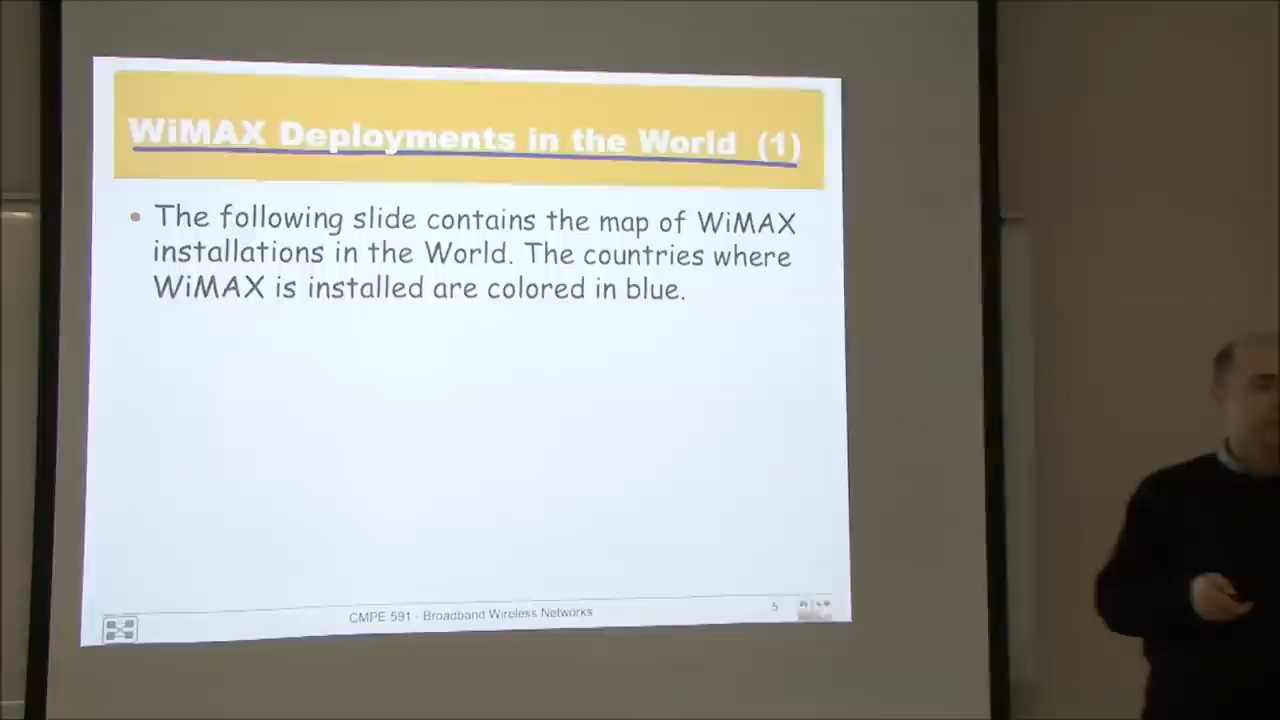 WiMAX Deployments in the World (1)
• The following slide contains the map of WiMAX
installations in the World. The countries where
WiMAX is installed are colored in blue.
CMPE 591 - Broadband Wireless Networks
5